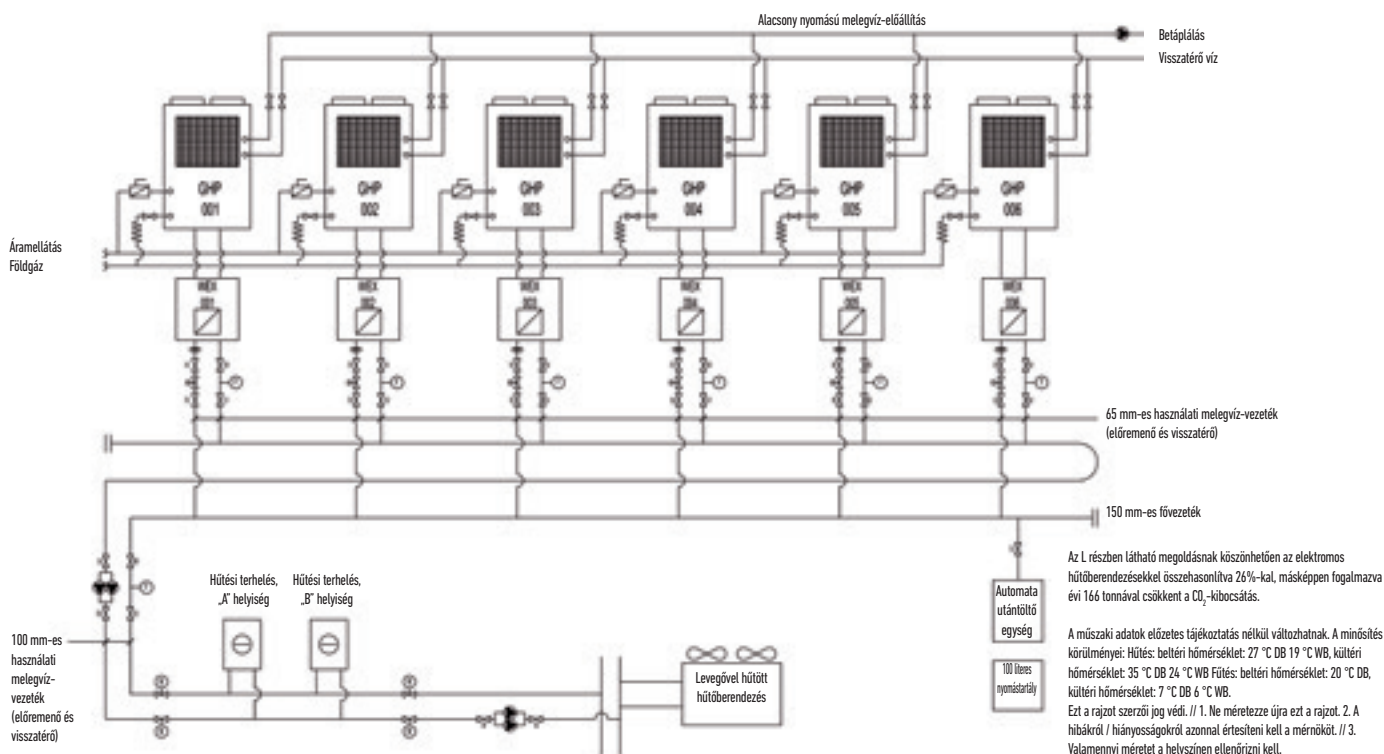 Alacsony nyomású melegvíz-előállítás
Betáplálás
Visszatérő víz
GHP
001
GHP
002
GHP
003
GHP
004
GHP
005
GHP
006
Áramellátás
Földgáz
WEX
001
WEX
002
WEX
003
WEX
004
WEX
005
WEX
006
65 mm-es használati melegvíz-vezeték
(előremenő és visszatérő)
150 mm-es fővezeték
Hűtési terhelés,
„A” helyiség
Hűtési terhelés,
„B” helyiség
100 mm-es
használati
melegvíz-
vezeték
(előremenő és
visszatérő)
Levegővel hűtött
hűtőberendezés
Automata
utántöltő
egység
100 literes
nyomástartály
Az L részben látható megoldásnak köszönhetően az elektromos
hűtőberendezésekkel összehasonlítva 26%-kal, másképpen fogalmazva
évi 166 tonnával csökkent a CO₂-kibocsátás.
A műszaki adatok előzetes tájékoztatás nélkül változhatnak. A minősítés
körülményei: Hűtés: beltéri hőmérséklet: 27 °C DB 19 °C WB, kültéri
hőmérséklet: 35 °C DB 24 °C WB Fűtés: beltéri hőmérséklet: 20 °C DB,
kültéri hőmérséklet: 7 °C DB 6 °C WB.
Ezt a rajzot szerzői jog védi. // 1. Ne méretezze újra ezt a rajzot. 2. A
hibákról / hiányosságokról azonnal értesíteni kell a mérnököt. // 3.
Valamennyi méretet a helyszínen ellenőrizni kell.